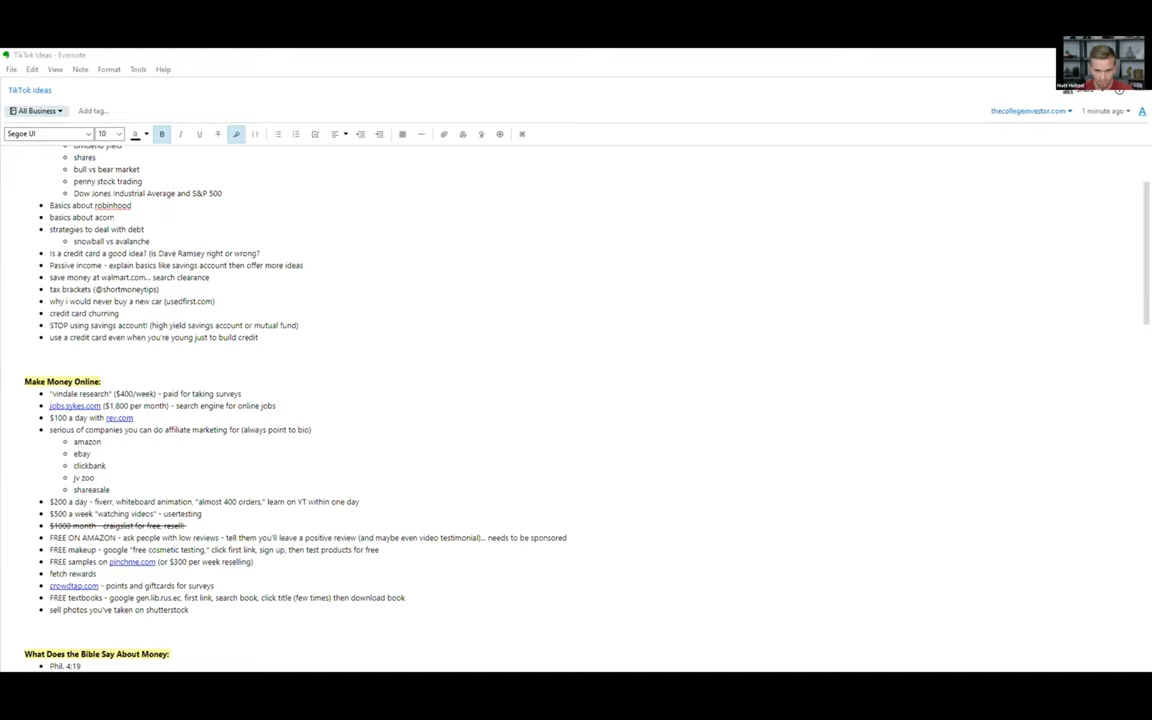 TikTok Ideas - Evernote
File Edit View Note Format Tools Help
Matt Heltzel
TikTok Ideas
All Business Add tag... thecollegeinvestor.com 1 minute ago
Segoe UI 10 a B I U T
dividend yield
shares
bull vs bear market
penny stock trading
Dow Jones Industrial Average and S&P 500
Basics about robinhood
basics about acorn
strategies to deal with debt
snowball vs avalanche
Is a credit card a good idea? (is Dave Ramsey right or wrong?
Passive income - explain basics like savings account then offer more ideas
save money at walmart.com... search clearance
tax brackets (@shortmoneytips)
why i would never buy a new car (usedfirst.com)
credit card churning
STOP using savings account! (high yield savings account or mutual fund)
use a credit card even when you're young just to build credit
Make Money Online:
"vindale research" ($400/week) - paid for taking surveys
jobs.sykes.com ($1,800 per month) - search engine for online jobs
$100 a day with rev.com
serious of companies you can do affiliate marketing for (always point to bio)
amazon
ebay
clickbank
jv zoo
shareasale
$200 a day - fiverr, whiteboard animation, "almost 400 orders," learn on YT within one day
$500 a week "watching videos" - usertesting
$1000 month - craigslist for free, resell!
FREE ON AMAZON - ask people with low reviews - tell them you'll leave a positive review (and maybe even video testimonial)... needs to be sponsored
FREE makeup - google "free cosmetic testing," click first link, sign up, then test products for free
FREE samples on pinchme.com (or $300 per week reselling)
fetch rewards
crowdtap.com - points and giftcards for surveys
FREE textbooks - google gen.lib.rus.ec, first link, search book, click title (few times) then download book
sell photos you've taken on shutterstock
What Does the Bible Say About Money:
Phil. 4:19